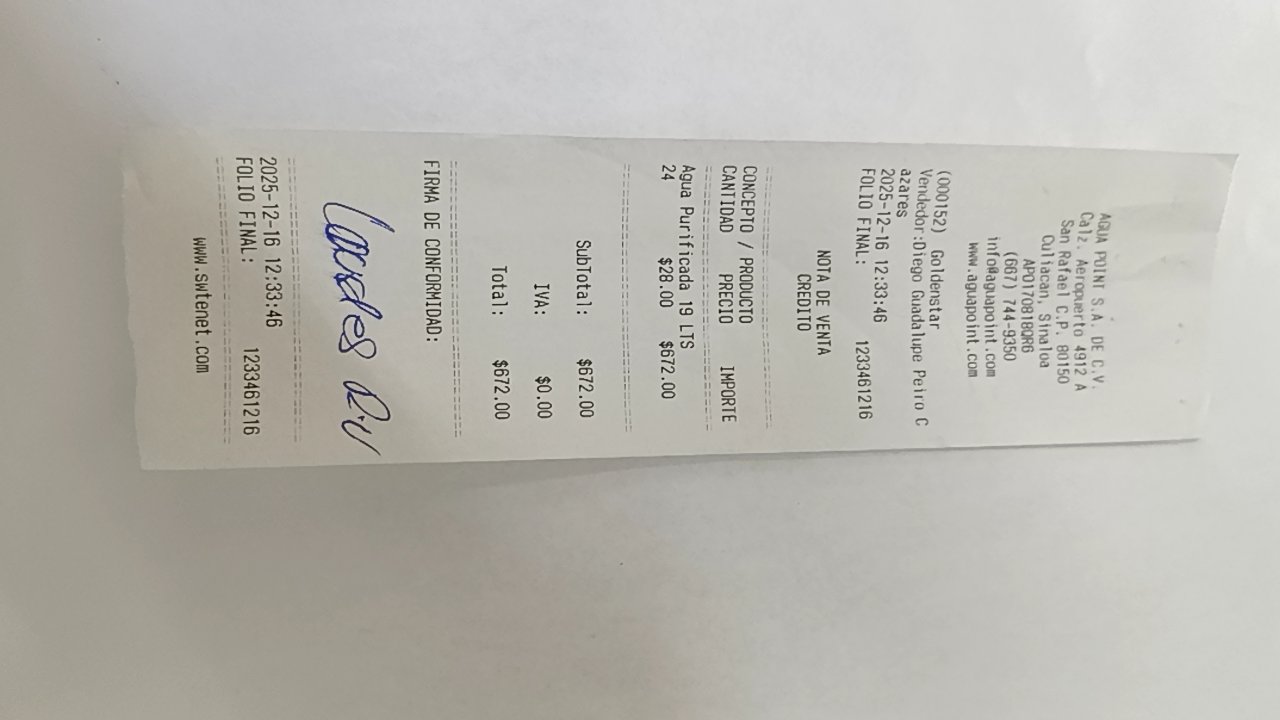 AGUA POINT S.A. DE C.V.
Calz. Aeropuerto 4912 A
San Rafael C.P. 80150
Culiacan, Sinaloa
APO170818QR6
(667) 744-9350
info@aguapoint.com
www.aguapoint.com
(000152) Goldenstar
Vendedor:Diego Guadalupe Peiro C
azares
2025-12-16 12:33:46
FOLIO FINAL: 1233461216
NOTA DE VENTA
CREDITO
CONCEPTO / PRODUCTO
CANTIDAD PRECIO IMPORTE
Agua Purificada 19 LTS
24 $28.00 $672.00
SubTotal: $672.00
IVA: $0.00
Total: $672.00
FIRMA DE CONFORMIDAD:
2025-12-16 12:33:46
FOLIO FINAL: 1233461216
www.swtenet.com